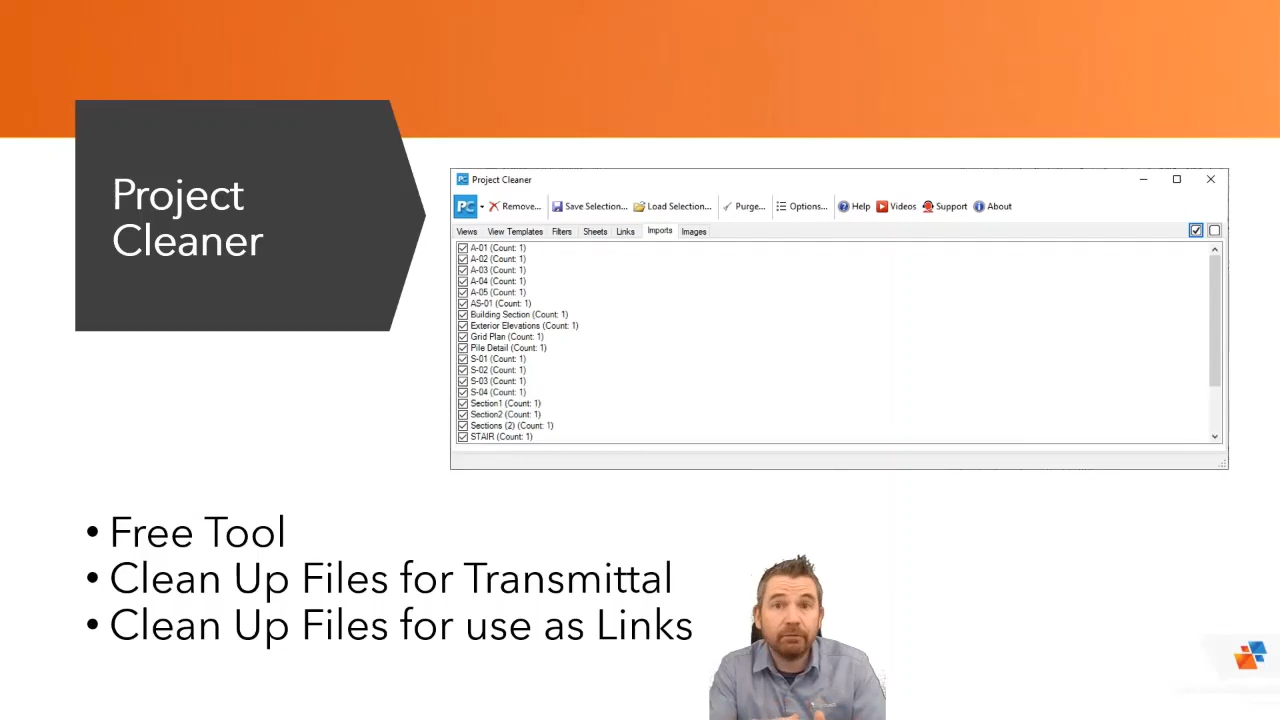 Project
Cleaner
PC Project Cleaner
PC Remove... Save Selection... Load Selection... Purge... Options... Help Videos Support About
Views View Templates Filters Sheets Links Imports Images
A-01 (Count: 1)
A-02 (Count: 1)
A-03 (Count: 1)
A-04 (Count: 1)
A-05 (Count: 1)
AS-01 (Count: 1)
Building Section (Count: 1)
Exterior Elevations (Count: 1)
Grid Plan (Count: 1)
Pile Detail (Count: 1)
S-01 (Count: 1)
S-02 (Count: 1)
S-03 (Count: 1)
S-04 (Count: 1)
Section1 (Count: 1)
Section2 (Count: 1)
Sections (2) (Count: 1)
STAIR (Count: 1)
• Free Tool
• Clean Up Files for Transmittal
• Clean Up Files for use as Links